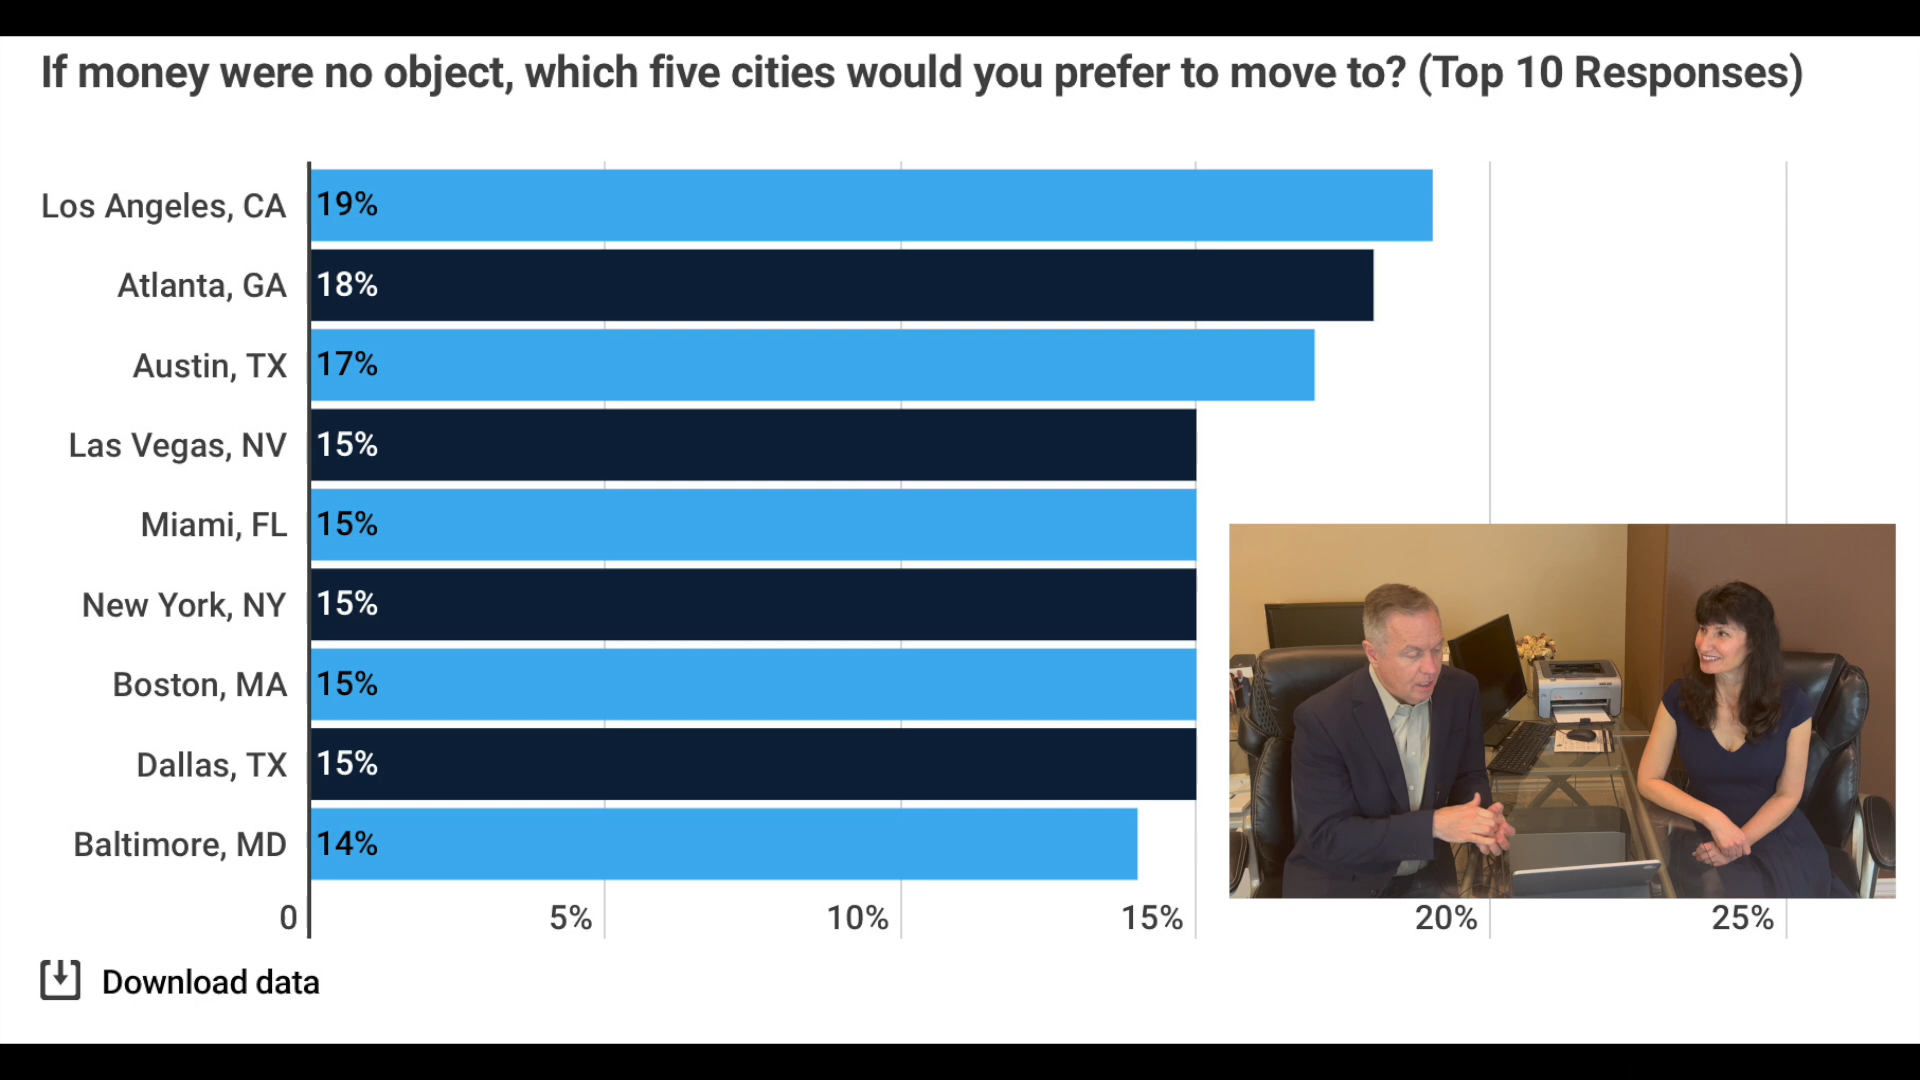 If money were no object, which five cities would you prefer to move to? (Top 10 Responses)
Los Angeles, CA 19%
Atlanta, GA 18%
Austin, TX 17%
Las Vegas, NV 15%
Miami, FL 15%
New York, NY 15%
Boston, MA 15%
Dallas, TX 15%
Baltimore, MD 14%
0 5% 10% 15% 20% 25%
Download data